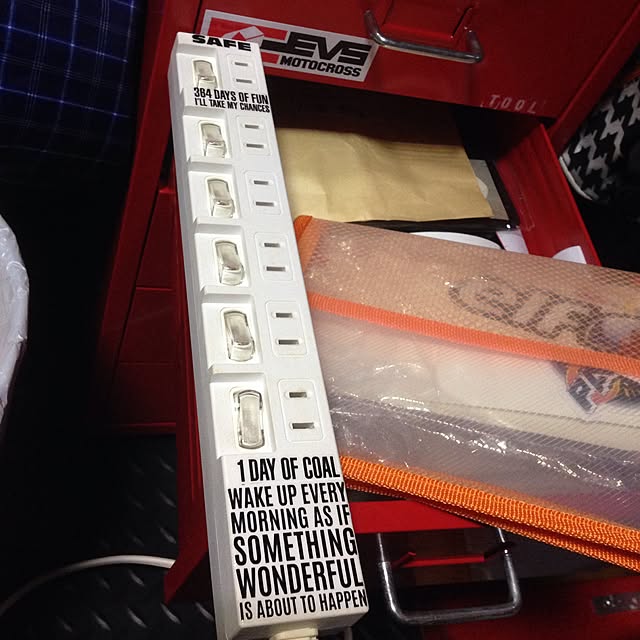 SAFE
EVS
MOTOCROSS
364 DAYS OF FUN
I'LL TAKE MY CHANCES
TOOL
1 DAY OF COAL
WAKE UP EVERY
MORNING AS IF
SOMETHING
WONDERFUL
IS ABOUT TO HAPPEN